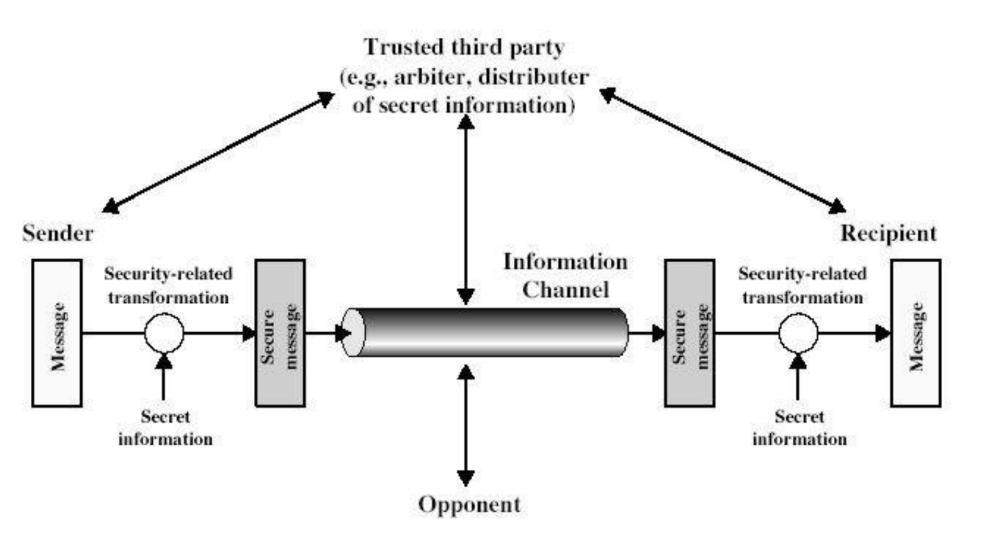 Trusted third party
(e.g., arbiter, distributer
of secret information)
Sender
Recipient
Information
Channel
Security-related
transformation
Security-related
transformation
Message
Secure
message
Secure
message
Message
Secret
information
Secret
information
Opponent